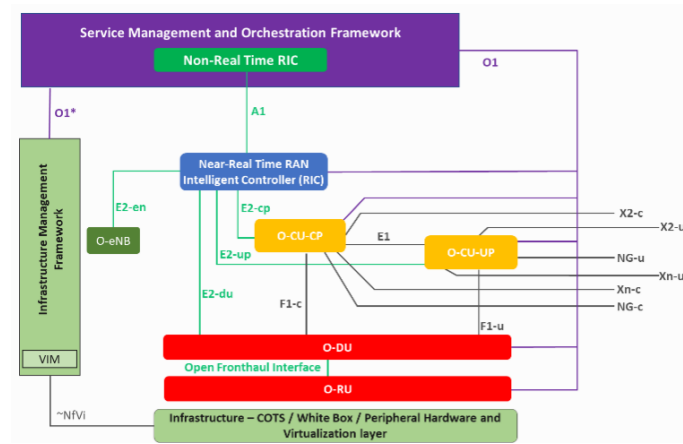 Service Management and Orchestration Framework
Non-Real Time RIC
O1
O1*
A1
Near-Real Time RAN
Intelligent Controller (RIC)
Infrastructure Management
Framework
E2-en
E2-cp
O-eNB
O-CU-CP
E1
O-CU-UP
X2-c
X2-u
E2-up
NG-u
Xn-u
E2-du
Xn-c
F1-c
NG-c
F1-u
O-DU
VIM
Open Fronthaul Interface
O-RU
~NfVi
Infrastructure – COTS / White Box / Peripheral Hardware and
Virtualization layer